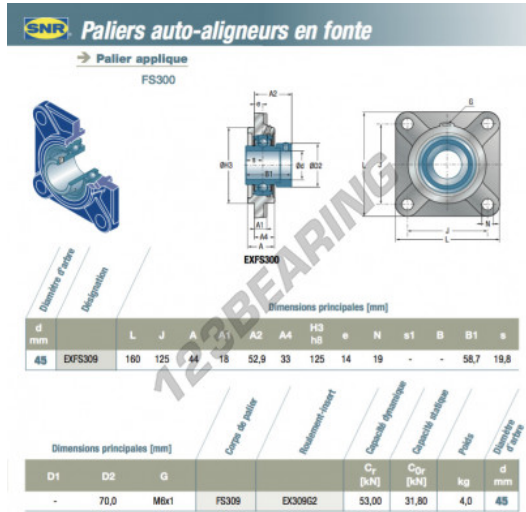 SNR Paliers auto-aligneurs en fonte
Palier applique
FS300
A2
e
s
ØH3
B1
Ød
ØD2
A1
A4
A
EXFS300
G
L
J
N
J
L
123BEARING
Diamètre d'arbre
Désignation
Dimensions principales [mm]
d mm L J A A1 A2 A4 H3 h8 e N s1 B B1 s
45 EXFS309 160 125 44 18 52,9 33 125 14 19 - - 58,7 19,8
Dimensions principales [mm]
Corps de palier
Roulement-insert
Capacité dynamique
Capacité statique
Poids
Diamètre d'arbre
D1 D2 G Cr [kN] C0r [kN] kg d mm
- 70,0 M6x1 FS309 EX309G2 53,00 31,80 4,0 45